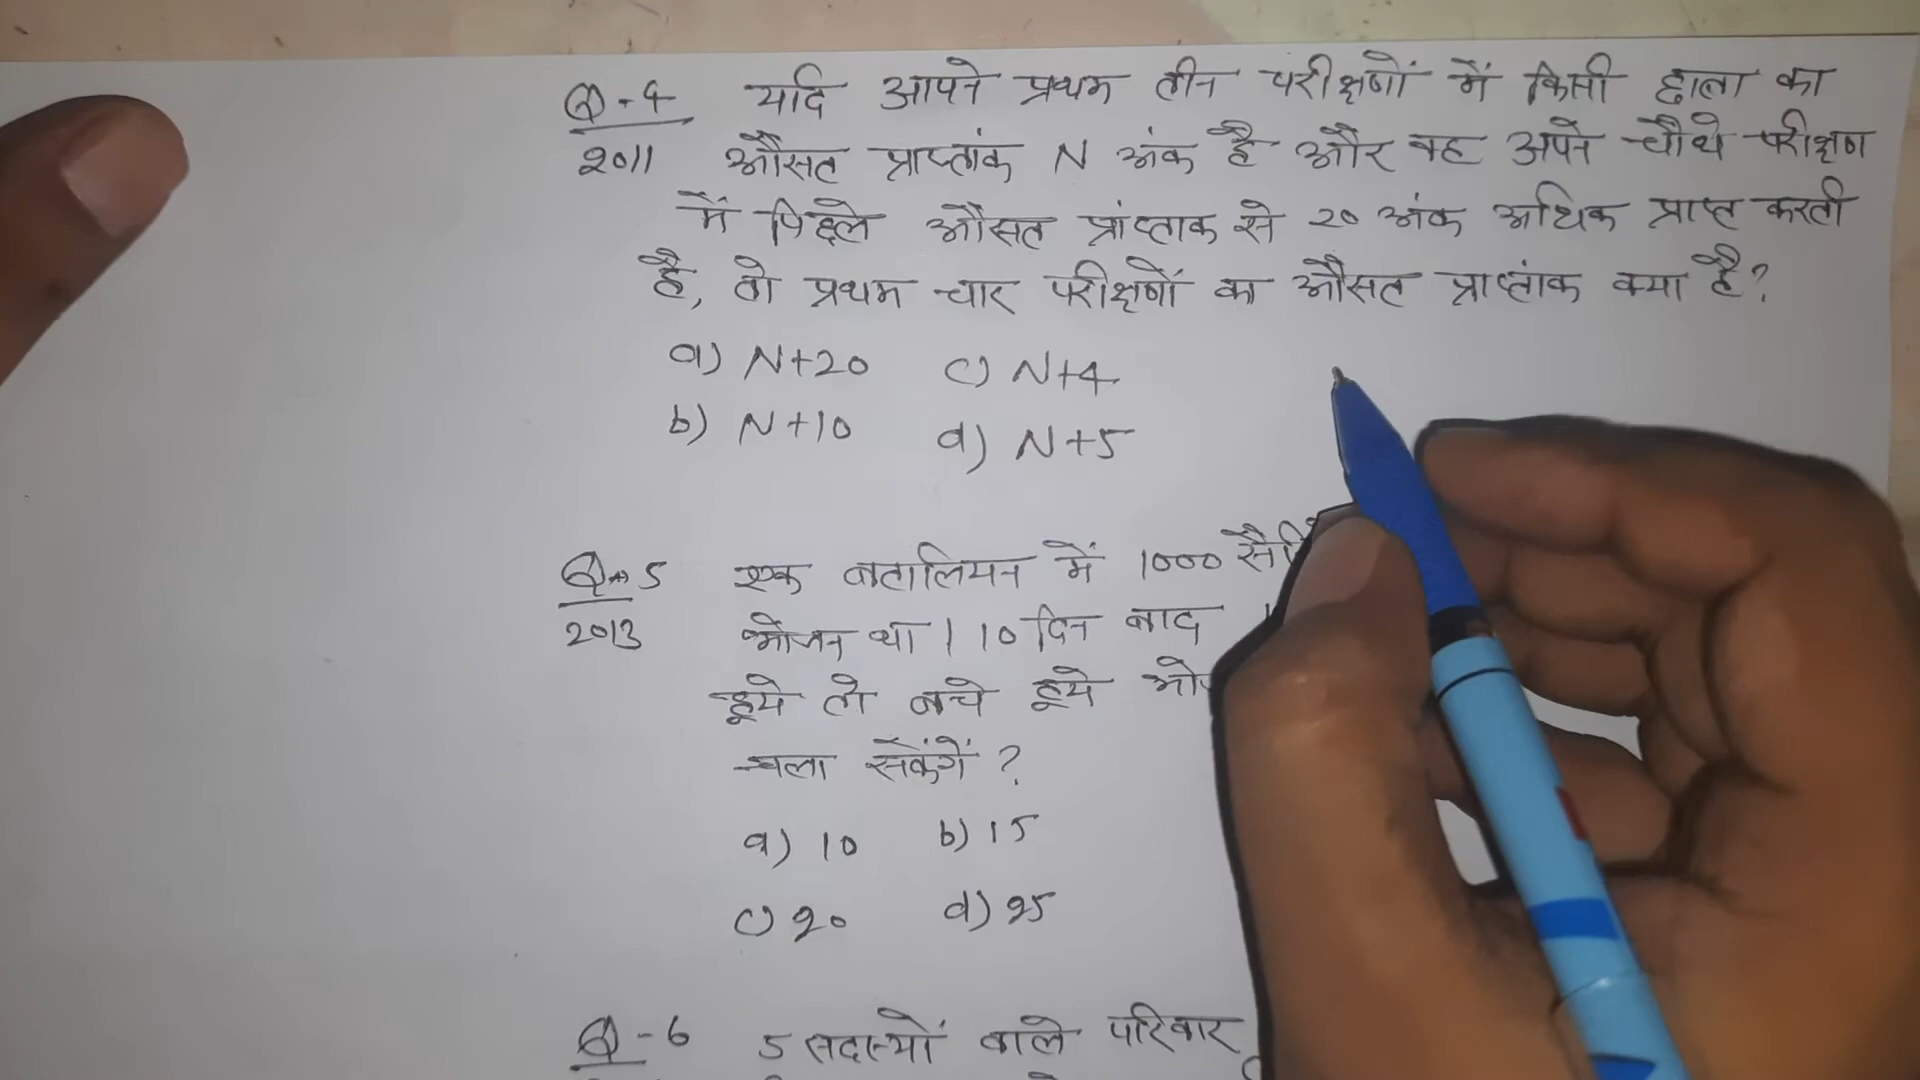 Q-4 यदि आपने प्रथम तीन परीक्षणों में किसी छाला का
2011 औसत प्राप्तांक N अंक है और वह अपने चौथे परीक्षण
में पिछले औसत प्रांप्ताक से 20 अंक अधिक प्राप्त करती
है, तो प्रथम चार परीक्षणों का औसत प्राप्तांक क्या है?
a) N+20 c) N+4
b) N+10 d) N+5
Q-5 एक बतालियन में 1000
2013 भोजन था। 10 दिन बाद
हूये तो बचे हूये
चला सेकेंगें?
a) 10 b) 15
c) 20 d) 25
Q-6 5 सदस्यों वाले परिवार